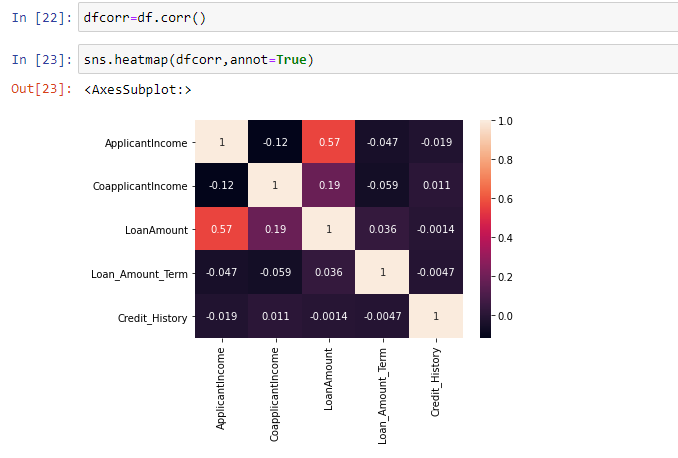 In [22]: dfcorr=df.corr()
In [23]: sns.heatmap(dfcorr,annot=True)
Out[23]: <AxesSubplot:>
ApplicantIncome 1 -0.12 0.57 -0.047 -0.019
CoapplicantIncome -0.12 1 0.19 -0.059 0.011
LoanAmount 0.57 0.19 1 0.036 -0.0014
Loan_Amount_Term -0.047 -0.059 0.036 1 -0.0047
Credit_History -0.019 0.011 -0.0014 -0.0047 1
ApplicantIncome
CoapplicantIncome
LoanAmount
Loan_Amount_Term
Credit_History
1.0
0.8
0.6
0.4
0.2
0.0